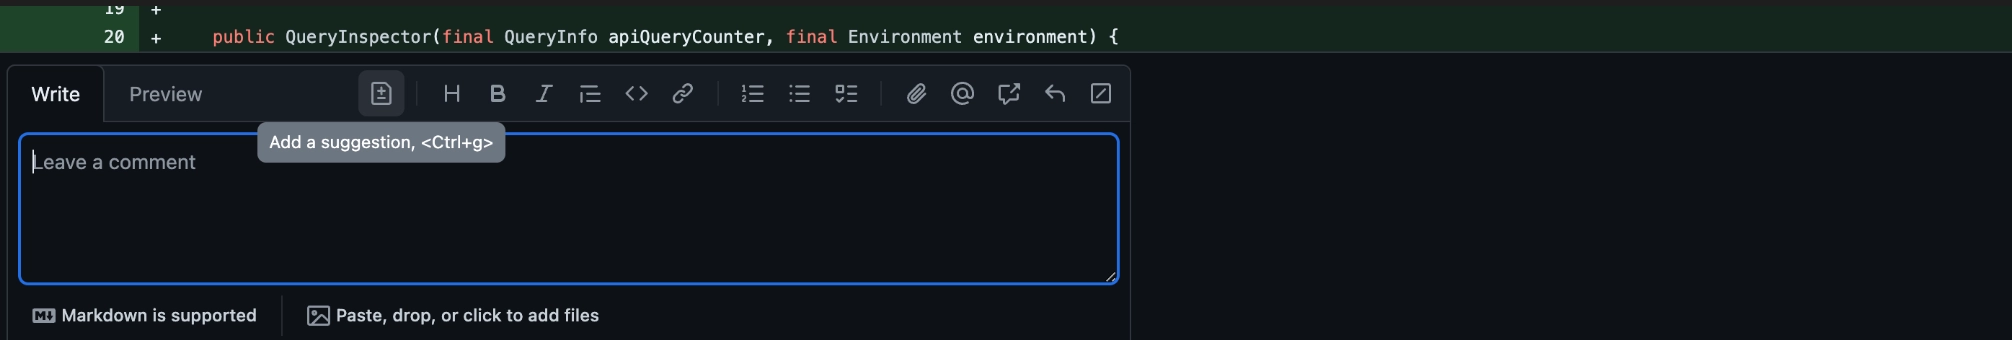 19 +
20 + public QueryInspector(final QueryInfo apiQueryCounter, final Environment environment) {
Write Preview
Add a suggestion, <Ctrl+g>
Leave a comment
Markdown is supported Paste, drop, or click to add files